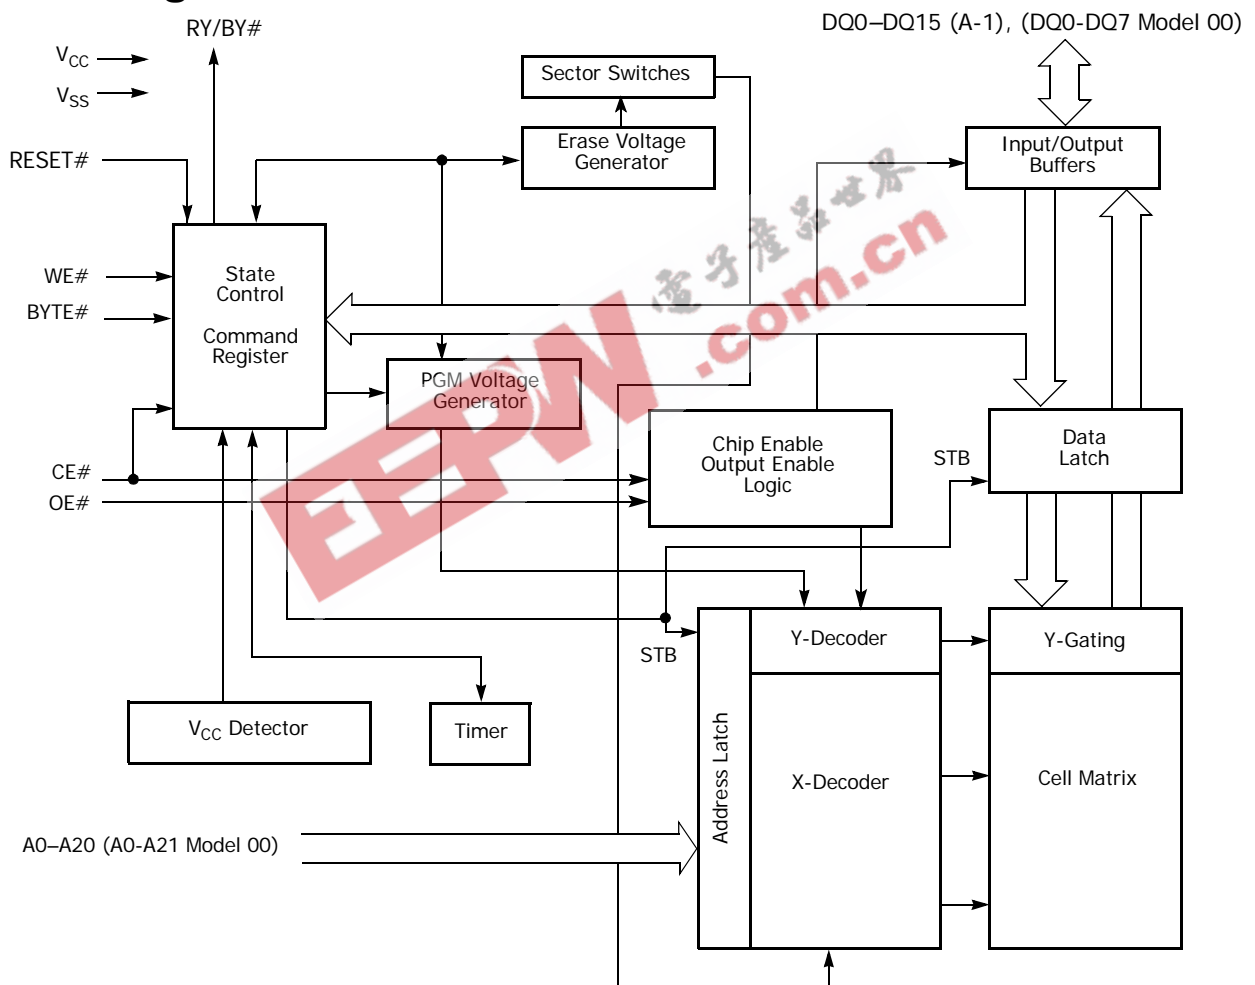 RY/BY#
DQ0–DQ15 (A-1), (DQ0-DQ7 Model 00)
VCC
VSS
Sector Switches
Erase Voltage
Generator
Input/Output
Buffers
RESET#
WE#
BYTE#
State
Control
Command
Register
PGM Voltage
Generator
電子產品世界
EEPW
.com.cn
Chip Enable
Output Enable
Logic
STB
Data
Latch
CE#
OE#
STB
Address Latch
Y-Decoder
Y-Gating
VCC Detector
Timer
X-Decoder
Cell Matrix
A0–A20 (A0-A21 Model 00)